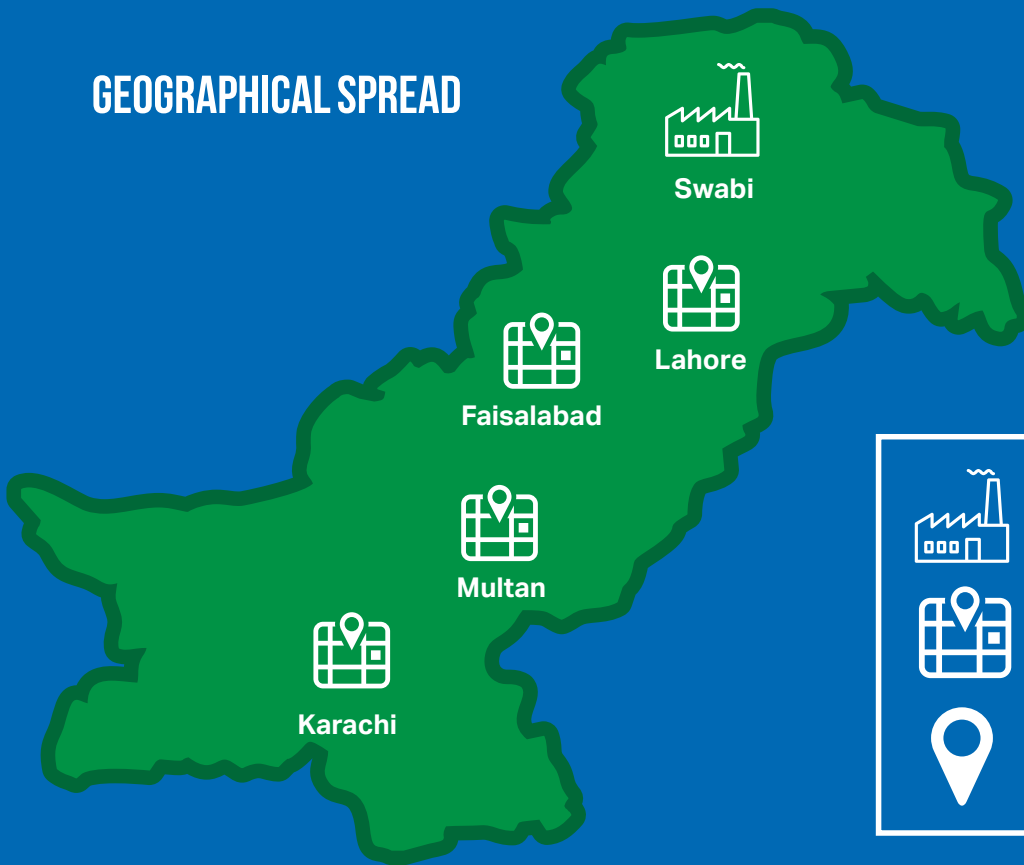 GEOGRAPHICAL SPREAD
Swabi
Lahore
Faisalabad
Multan
Karachi